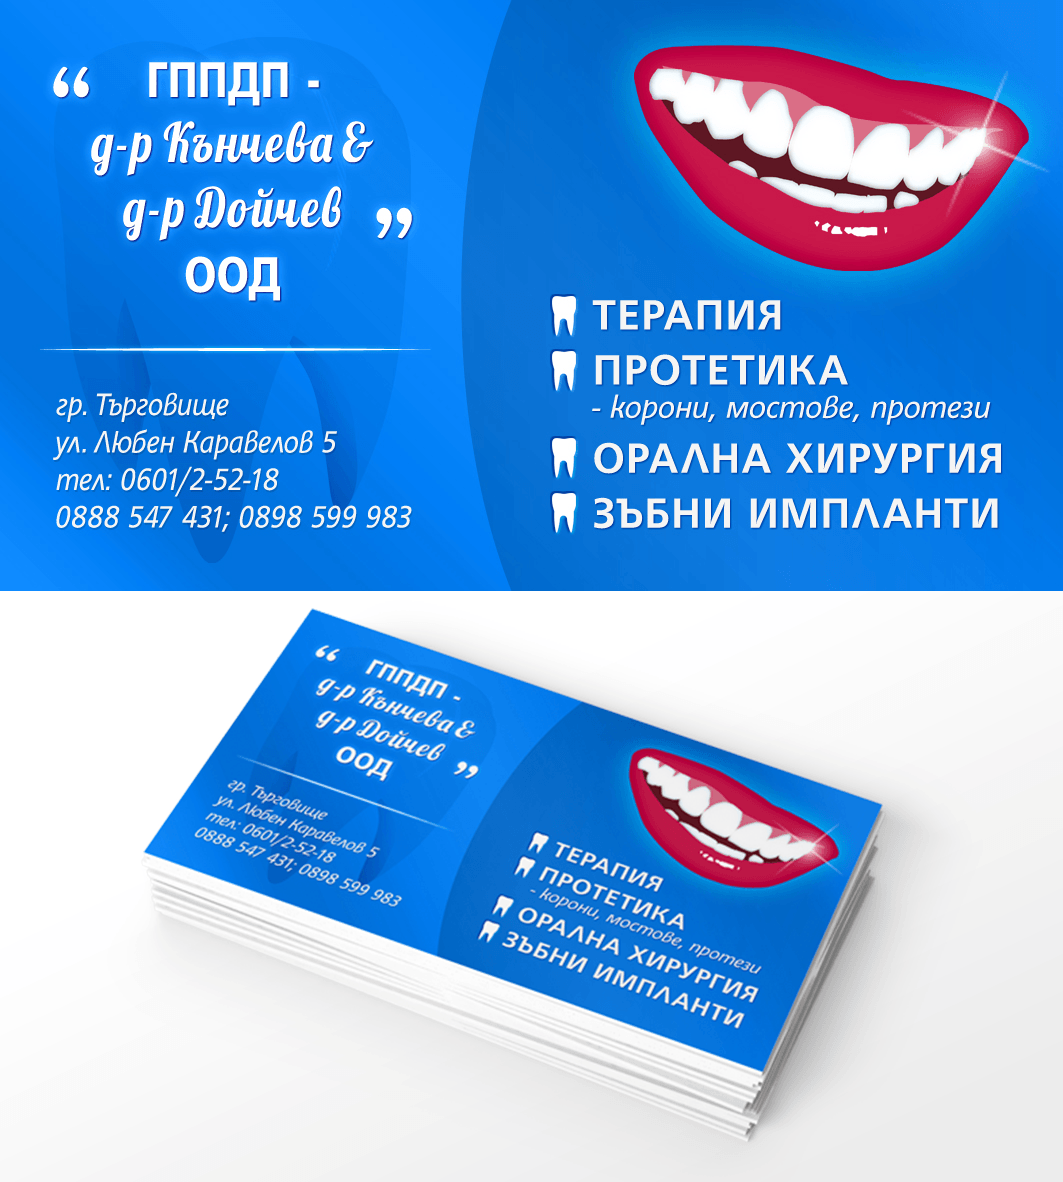 “ ГППДП -
д-р Кънчева &
д-р Дойчев ”
ООД
гр. Търговище
ул. Любен Каравелов 5
тел: 0601/2-52-18
0888 547 431; 0898 599 983
ТЕРАПИЯ
ПРОТЕТИКА
- корони, мостове, протези
ОРАЛНА ХИРУРГИЯ
ЗЪБНИ ИМПЛАНТИ
“ ГППДП -
д-р Кънчева &
д-р Дойчев ”
ООД
гр. Търговище
ул. Любен Каравелов 5
тел: 0601/2-52-18
0888 547 431; 0898 599 983
ТЕРАПИЯ
ПРОТЕТИКА
- корони, мостове, протези
ОРАЛНА ХИРУРГИЯ
ЗЪБНИ ИМПЛАНТИ